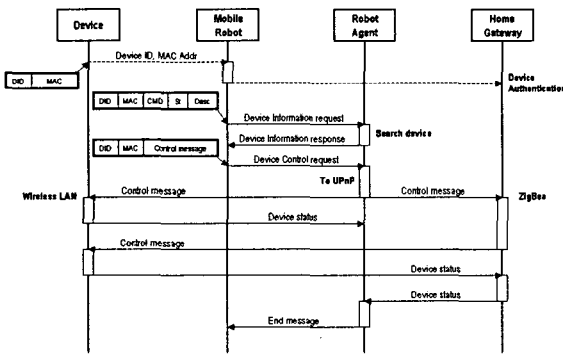 Device
Mobile
Robot
Robot
Agent
Home
Gateway
Device ID, MAC Addr
DID MAC
Device
Authentication
DID MAC CMD St Desc
Device Information request
Search device
Device Information response
DID MAC Control message
Device Control request
To UPnP
Wireless LAN
Control message
Control message
ZigBee
Device status
Control message
Device status
Device status
End message